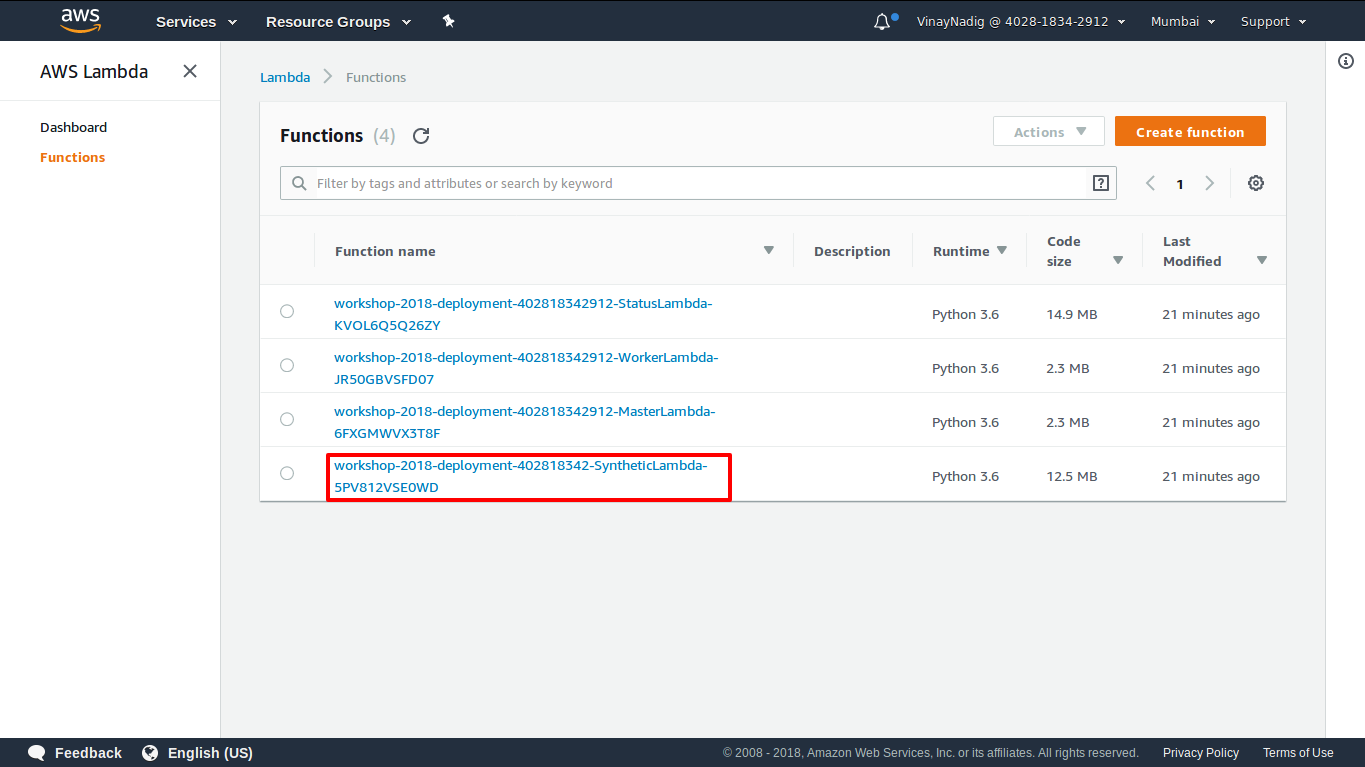 aws Services Resource Groups VinayNadig @ 4028-1834-2912 Mumbai Support
AWS Lambda
Dashboard
Functions
Lambda Functions
Functions (4) Actions Create function
Filter by tags and attributes or search by keyword ? 1
Function name Description Runtime Code size Last Modified
workshop-2018-deployment-402818342912-StatusLambda-
KVOL6Q5Q26ZY Python 3.6 14.9 MB 21 minutes ago
workshop-2018-deployment-402818342912-WorkerLambda-
JR50GBVSFD07 Python 3.6 2.3 MB 21 minutes ago
workshop-2018-deployment-402818342912-MasterLambda-
6FXGMWVX3T8F Python 3.6 2.3 MB 21 minutes ago
workshop-2018-deployment-402818342-SyntheticLambda-
5PV812VSE0WD Python 3.6 12.5 MB 21 minutes ago
Feedback English (US) © 2008 - 2018, Amazon Web Services, Inc. or its affiliates. All rights reserved. Privacy Policy Terms of Use